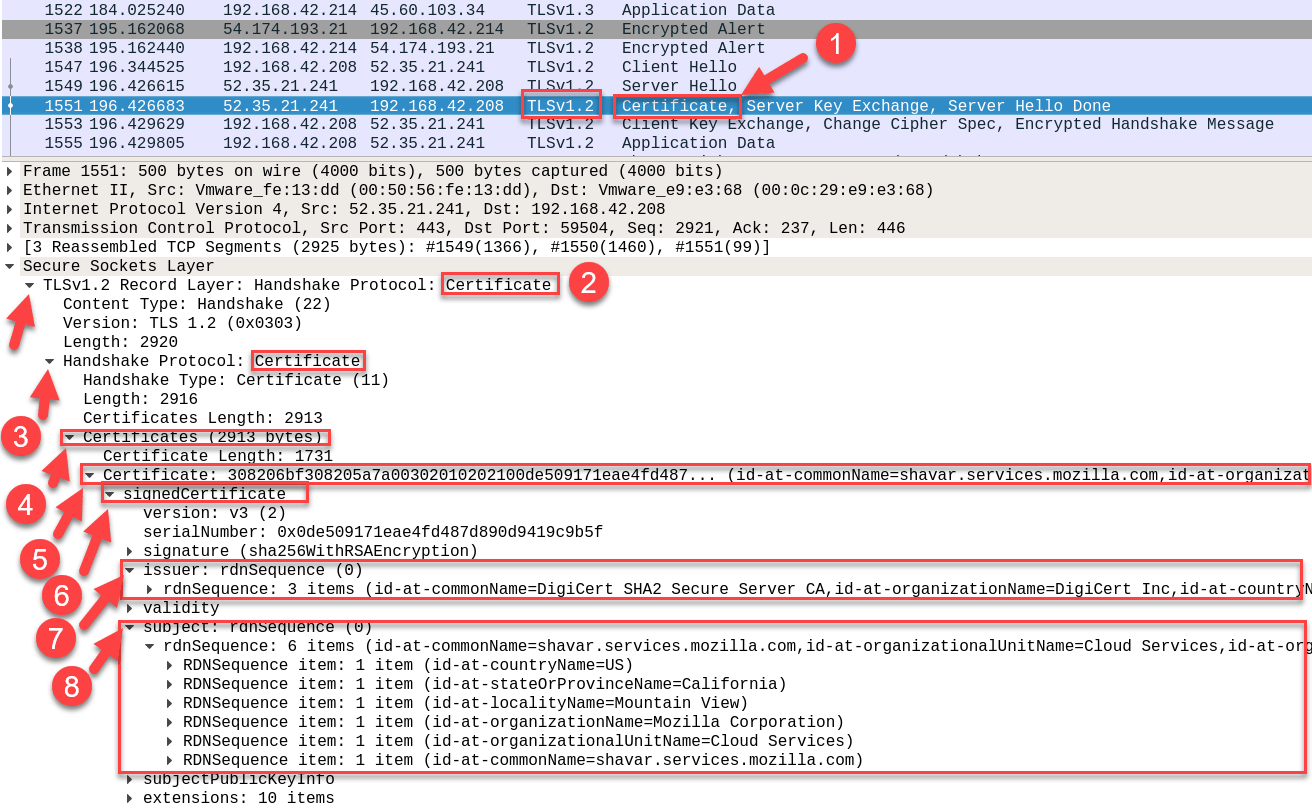 1522 184.025240 192.168.42.214 45.60.103.34 TLSv1.3 Application Data
1537 195.162068 54.174.193.21 192.168.42.214 TLSv1.2 Encrypted Alert
1538 195.162440 192.168.42.214 54.174.193.21 TLSv1.2 Encrypted Alert
1
1547 196.344525 192.168.42.208 52.35.21.241 TLSv1.2 Client Hello
1549 196.426615 52.35.21.241 192.168.42.208 TLSv1.2 Server Hello
1551 196.426683 52.35.21.241 192.168.42.208 TLSv1.2 Certificate, Server Key Exchange, Server Hello Done
1553 196.429629 192.168.42.208 52.35.21.241 TLSv1.2 Client Key Exchange, Change Cipher Spec, Encrypted Handshake Message
1555 196.429805 192.168.42.208 52.35.21.241 TLSv1.2 Application Data
Frame 1551: 500 bytes on wire (4000 bits), 500 bytes captured (4000 bits)
Ethernet II, Src: Vmware_fe:13:dd (00:50:56:fe:13:dd), Dst: Vmware_e9:e3:68 (00:0c:29:e9:e3:68)
Internet Protocol Version 4, Src: 52.35.21.241, Dst: 192.168.42.208
Transmission Control Protocol, Src Port: 443, Dst Port: 59504, Seq: 2921, Ack: 237, Len: 446
[3 Reassembled TCP Segments (2925 bytes): #1549(1366), #1550(1460), #1551(99)]
Secure Sockets Layer
TLSv1.2 Record Layer: Handshake Protocol: Certificate 2
Content Type: Handshake (22)
Version: TLS 1.2 (0x0303)
Length: 2920
Handshake Protocol: Certificate
Handshake Type: Certificate (11)
Length: 2916
Certificates Length: 2913
3 Certificates (2913 bytes)
Certificate Length: 1731
Certificate: 308206bf308205a7a00302010202100de509171eae4fd487... (id-at-commonName=shavar.services.mozilla.com,id-at-organizat
4 signedCertificate
version: v3 (2)
serialNumber: 0x0de509171eae4fd487d890d9419c9b5f
5 signature (sha256WithRSAEncryption)
issuer: rdnSequence (0)
6 rdnSequence: 3 items (id-at-commonName=DigiCert SHA2 Secure Server CA,id-at-organizationName=DigiCert Inc,id-at-countryN
validity
7 subject: rdnSequence (0)
rdnSequence: 6 items (id-at-commonName=shavar.services.mozilla.com,id-at-organizationalUnitName=Cloud Services,id-at-org
RDNSequence item: 1 item (id-at-countryName=US)
8 RDNSequence item: 1 item (id-at-stateOrProvinceName=California)
RDNSequence item: 1 item (id-at-localityName=Mountain View)
RDNSequence item: 1 item (id-at-organizationName=Mozilla Corporation)
RDNSequence item: 1 item (id-at-organizationalUnitName=Cloud Services)
RDNSequence item: 1 item (id-at-commonName=shavar.services.mozilla.com)
subjectPublicKeyInfo
extensions: 10 items